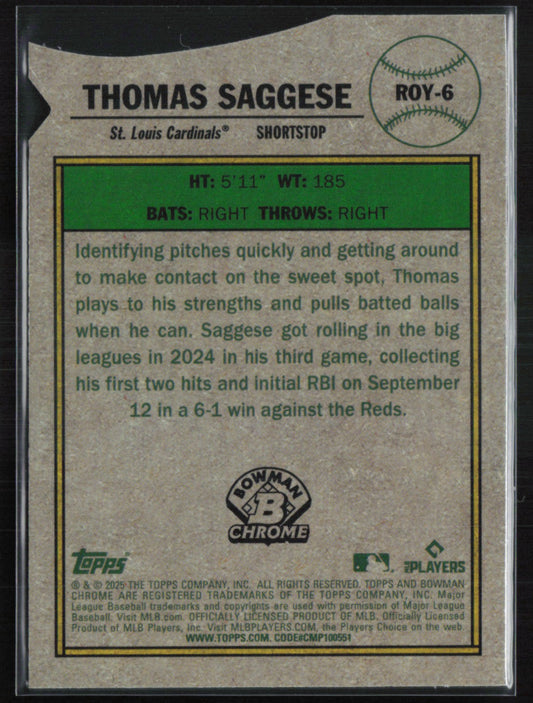 THOMAS SAGGESE
ROY-6
St. Louis Cardinals® SHORTSTOP
HT: 5'11" WT: 185
BATS: RIGHT THROWS: RIGHT
Identifying pitches quickly and getting around
to make contact on the sweet spot, Thomas
plays to his strengths and pulls batted balls
when he can. Saggese got rolling in the big
leagues in 2024 in his third game, collecting
his first two hits and initial RBI on September
12 in a 6-1 win against the Reds.
BOWMAN
B
CHROME
topps
MLB PLAYERS
® & © 2025 THE TOPPS COMPANY, INC. ALL RIGHTS RESERVED. TOPPS AND BOWMAN
CHROME ARE REGISTERED TRADEMARKS OF THE TOPPS COMPANY, INC. Major
League Baseball trademarks and copyrights are used with permission of Major League
Baseball. Visit MLB.com. OFFICIALLY LICENSED PRODUCT OF MLB. Officially Licensed
Product of MLB Players, Inc. Visit MLBPLAYERS.COM, the Players Choice on the web.
WWW.TOPPS.COM. CODE#CMP100551